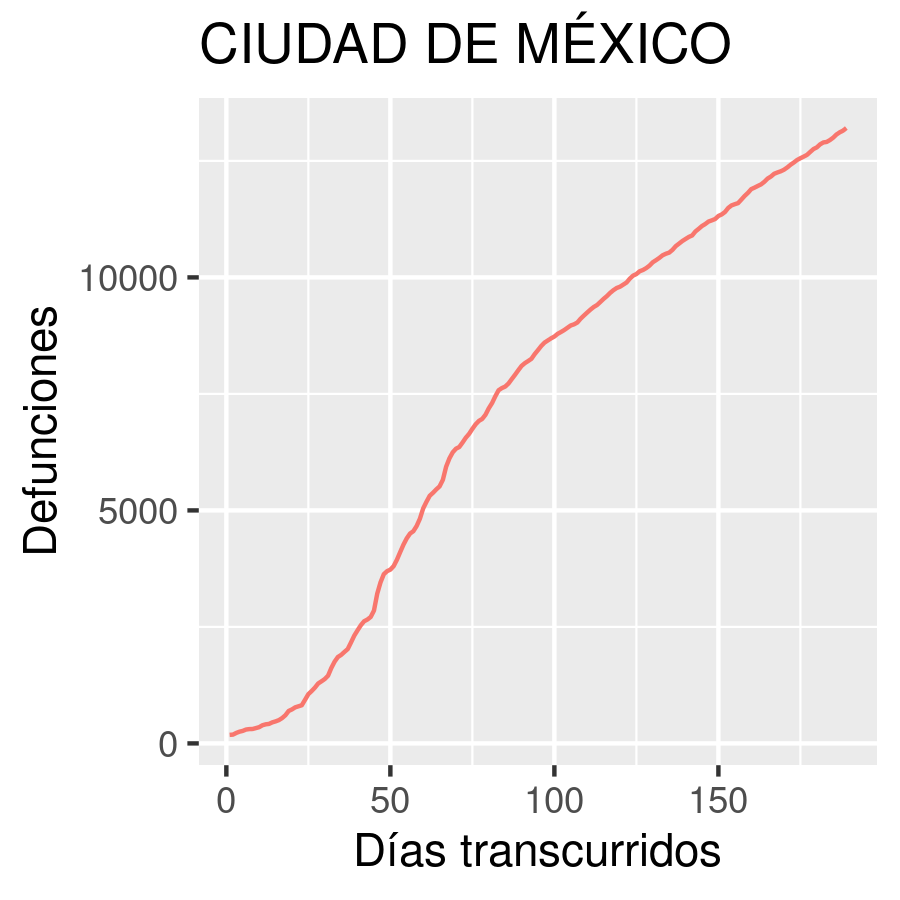 CIUDAD DE MÉXICO
Defunciones
10000
5000
0
0 50 100 150
Días transcurridos